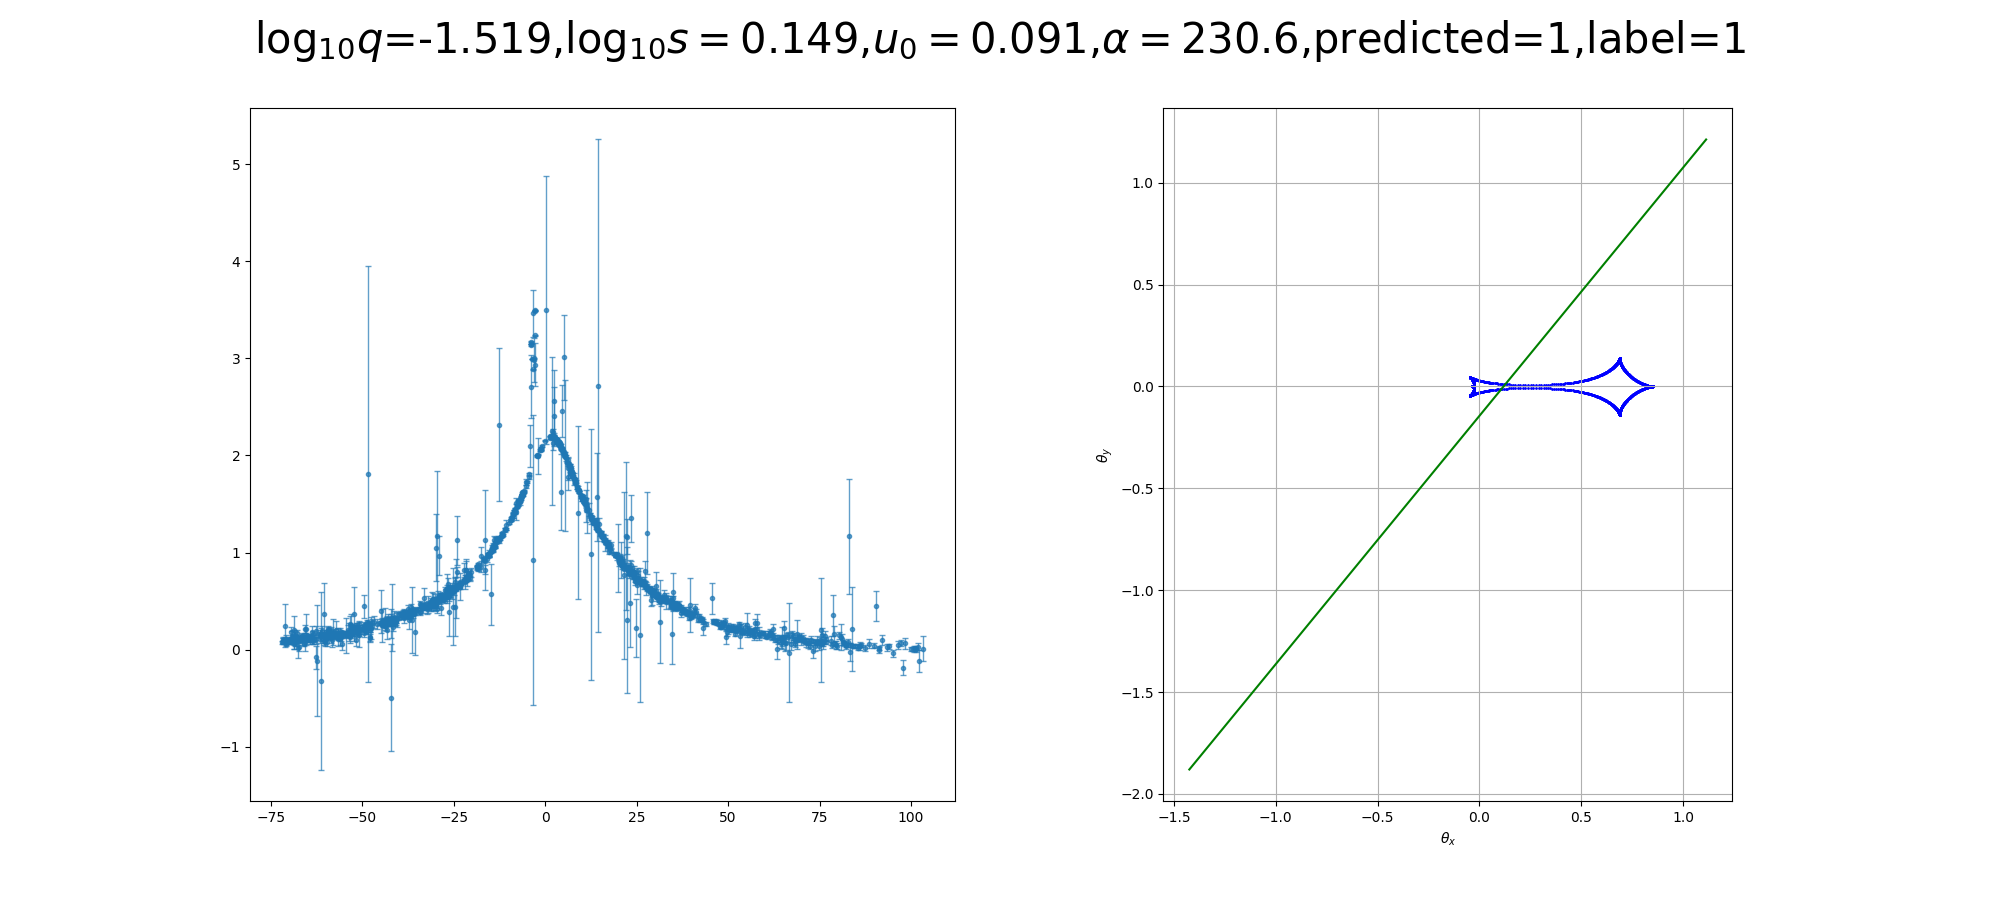 log₁₀q=-1.519,log₁₀s = 0.149,u₀ = 0.091,α = 230.6,predicted=1,label=1
5
4
3
2
1
0
−1
−75 −50 −25 0 25 50 75 100
1.0
0.5
0.0
−0.5
−1.0
−1.5
−2.0
θy
−1.5 −1.0 −0.5 0.0 0.5 1.0
θx